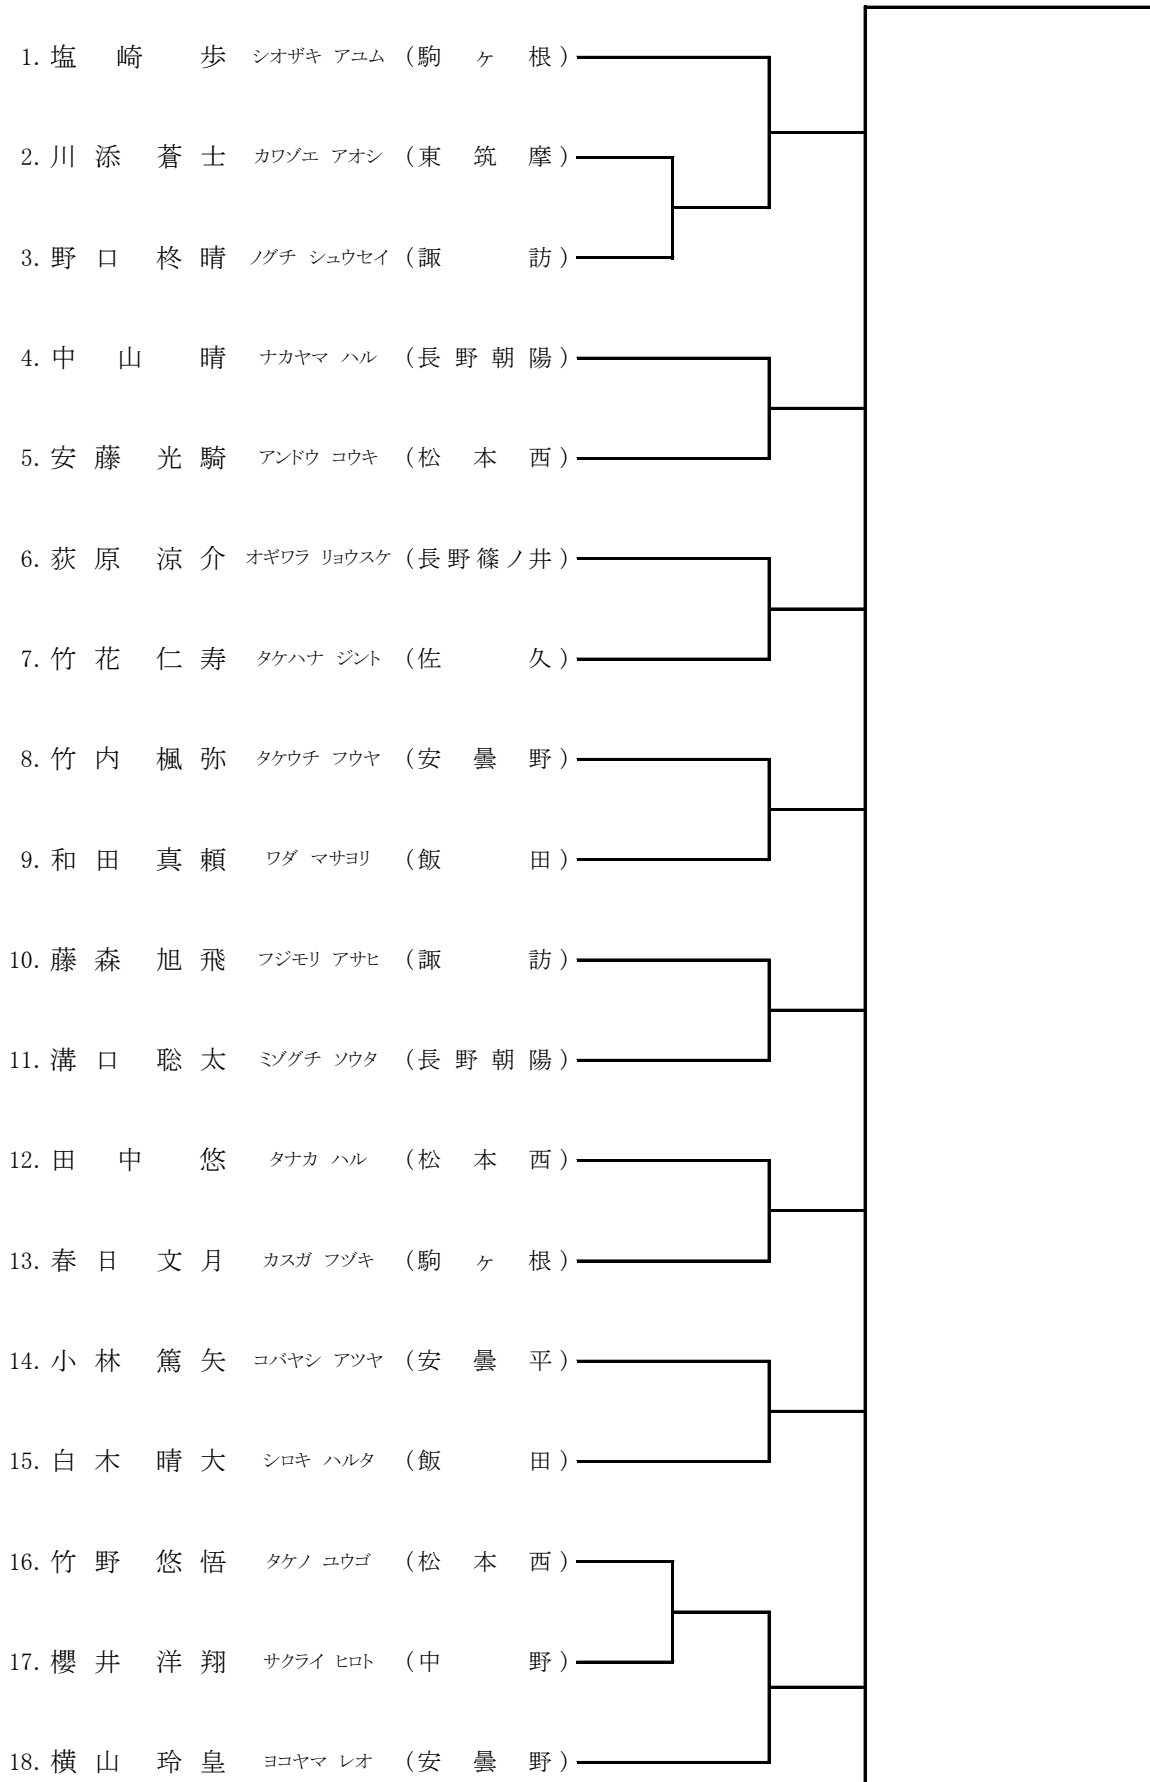 1. 塩崎 歩 シオザキ アユム (駒ヶ根)
2. 川添 蒼士 カワゾエ アオシ (東筑摩)
3. 野口 柊晴 ノグチ シュウセイ (諏訪)
4. 中山 晴 ナカヤマ ハル (長野朝陽)
5. 安藤 光騎 アンドウ コウキ (松本西)
6. 荻原 涼介 オギワラ リョウスケ (長野篠ノ井)
7. 竹花 仁寿 タケハナ ジント (佐久)
8. 竹内 楓弥 タケウチ フウヤ (安曇野)
9. 和田 真頼 ワダ マサヨリ (飯田)
10. 藤森 旭飛 フジモリ アサヒ (諏訪)
11. 溝口 聡太 ミゾグチ ソウタ (長野朝陽)
12. 田中 悠 タナカ ハル (松本西)
13. 春日 文月 カスガ フヅキ (駒ヶ根)
14. 小林 篤矢 コバヤシ アツヤ (安曇平)
15. 白木 晴大 シロキ ハルタ (飯田)
16. 竹野 悠悟 タケノ ユウゴ (松本西)
17. 櫻井 洋翔 サクライ ヒロト (中野)
18. 横山 玲皇 ヨコヤマ レオ (安曇野)